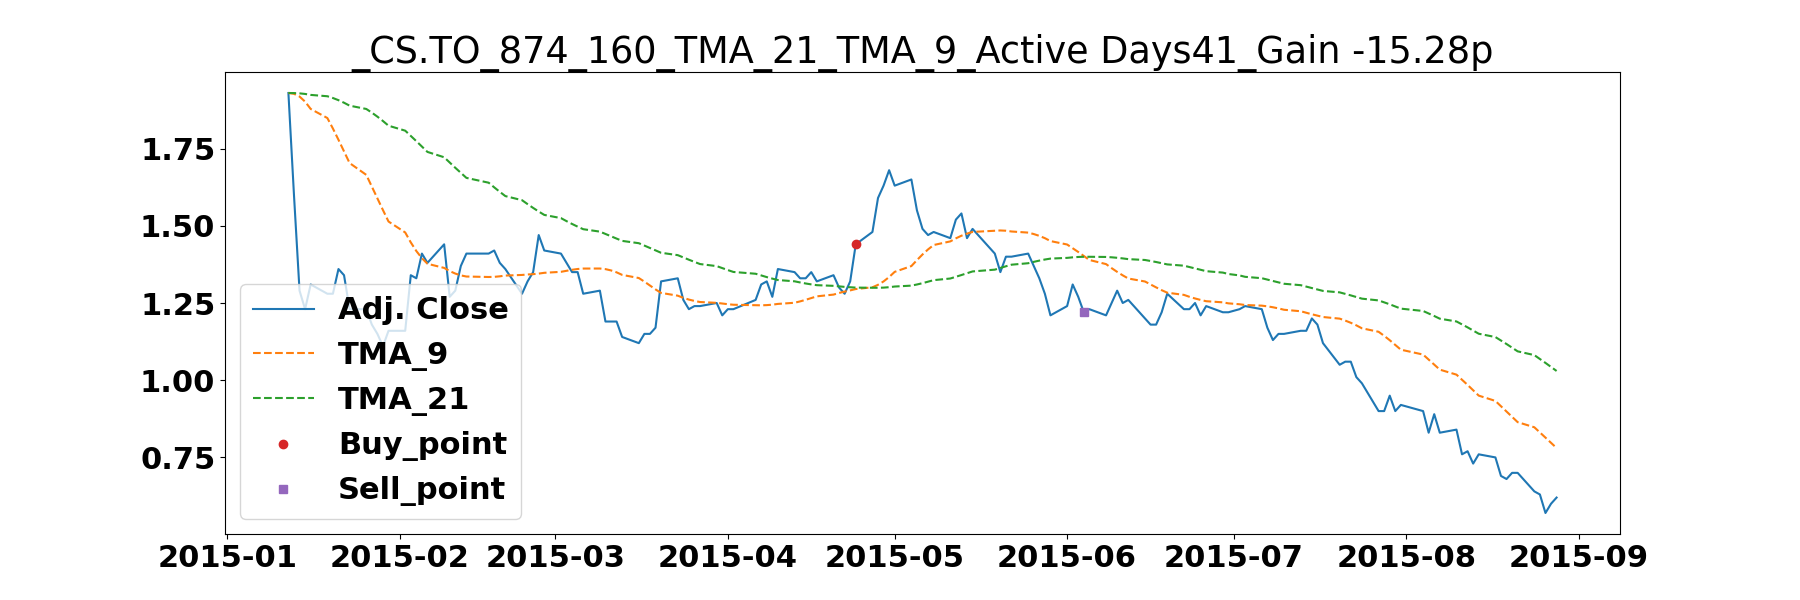 _CS.TO_874_160_TMA_21_TMA_9_Active Days41_Gain -15.28p
1.75
1.50
1.25
1.00
0.75
Adj. Close
TMA_9
TMA_21
Buy_point
Sell_point
2015-01 2015-02 2015-03 2015-04 2015-05 2015-06 2015-07 2015-08 2015-09